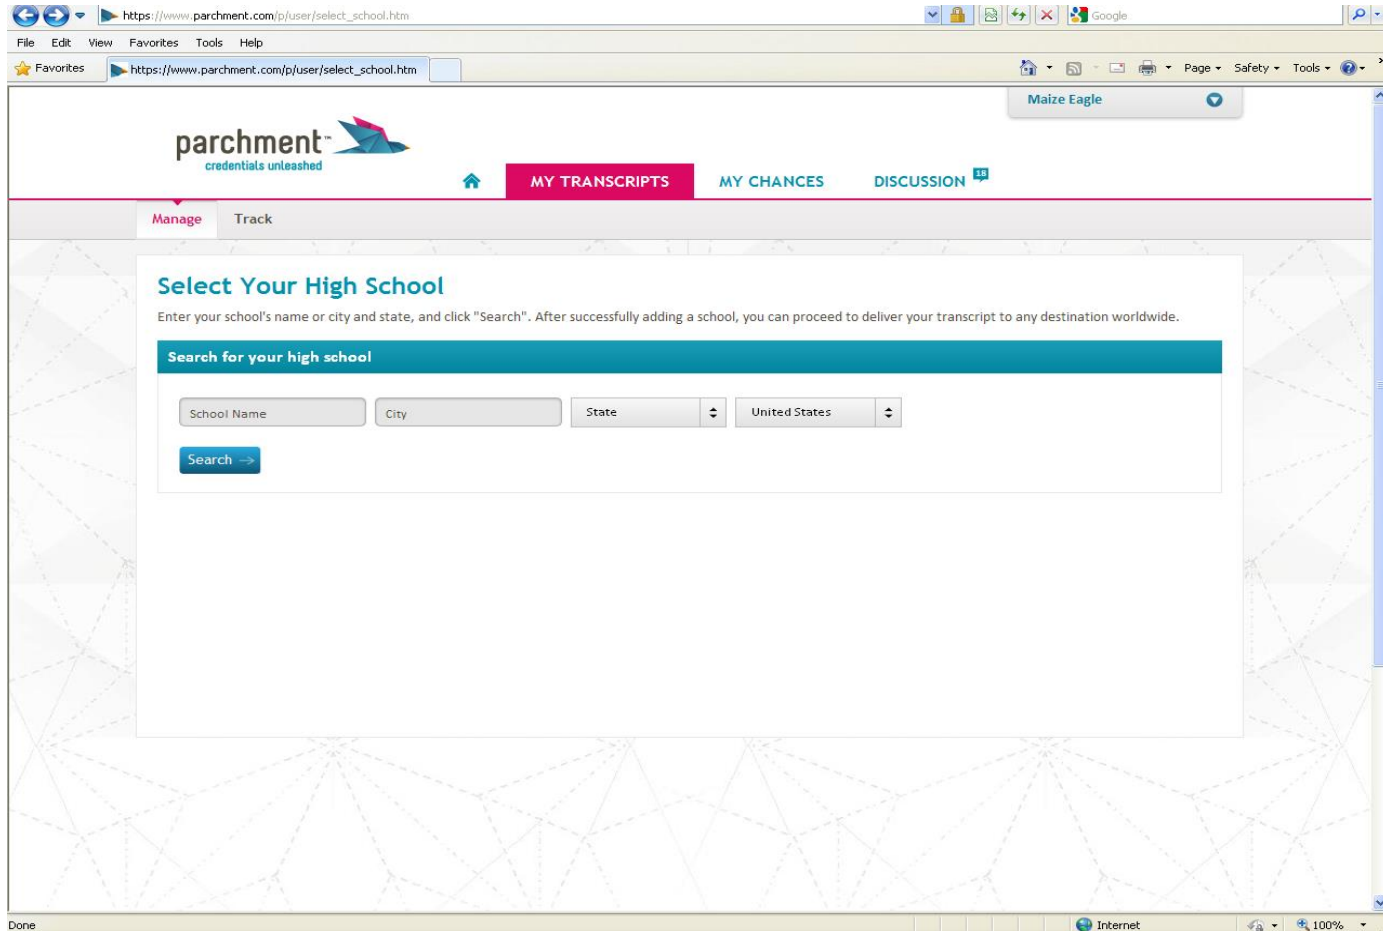 https://www.parchment.com/p/user/select_school.htm
Google
File Edit View Favorites Tools Help
Favorites
https://www.parchment.com/p/user/select_school.htm
Page Safety Tools
Maize Eagle
parchment™
credentials unleashed
MY TRANSCRIPTS MY CHANCES DISCUSSION 18
Manage Track
Select Your High School
Enter your school's name or city and state, and click "Search". After successfully adding a school, you can proceed to deliver your transcript to any destination worldwide.
Search for your high school
School Name City State United States
Search →
Done Internet 100%